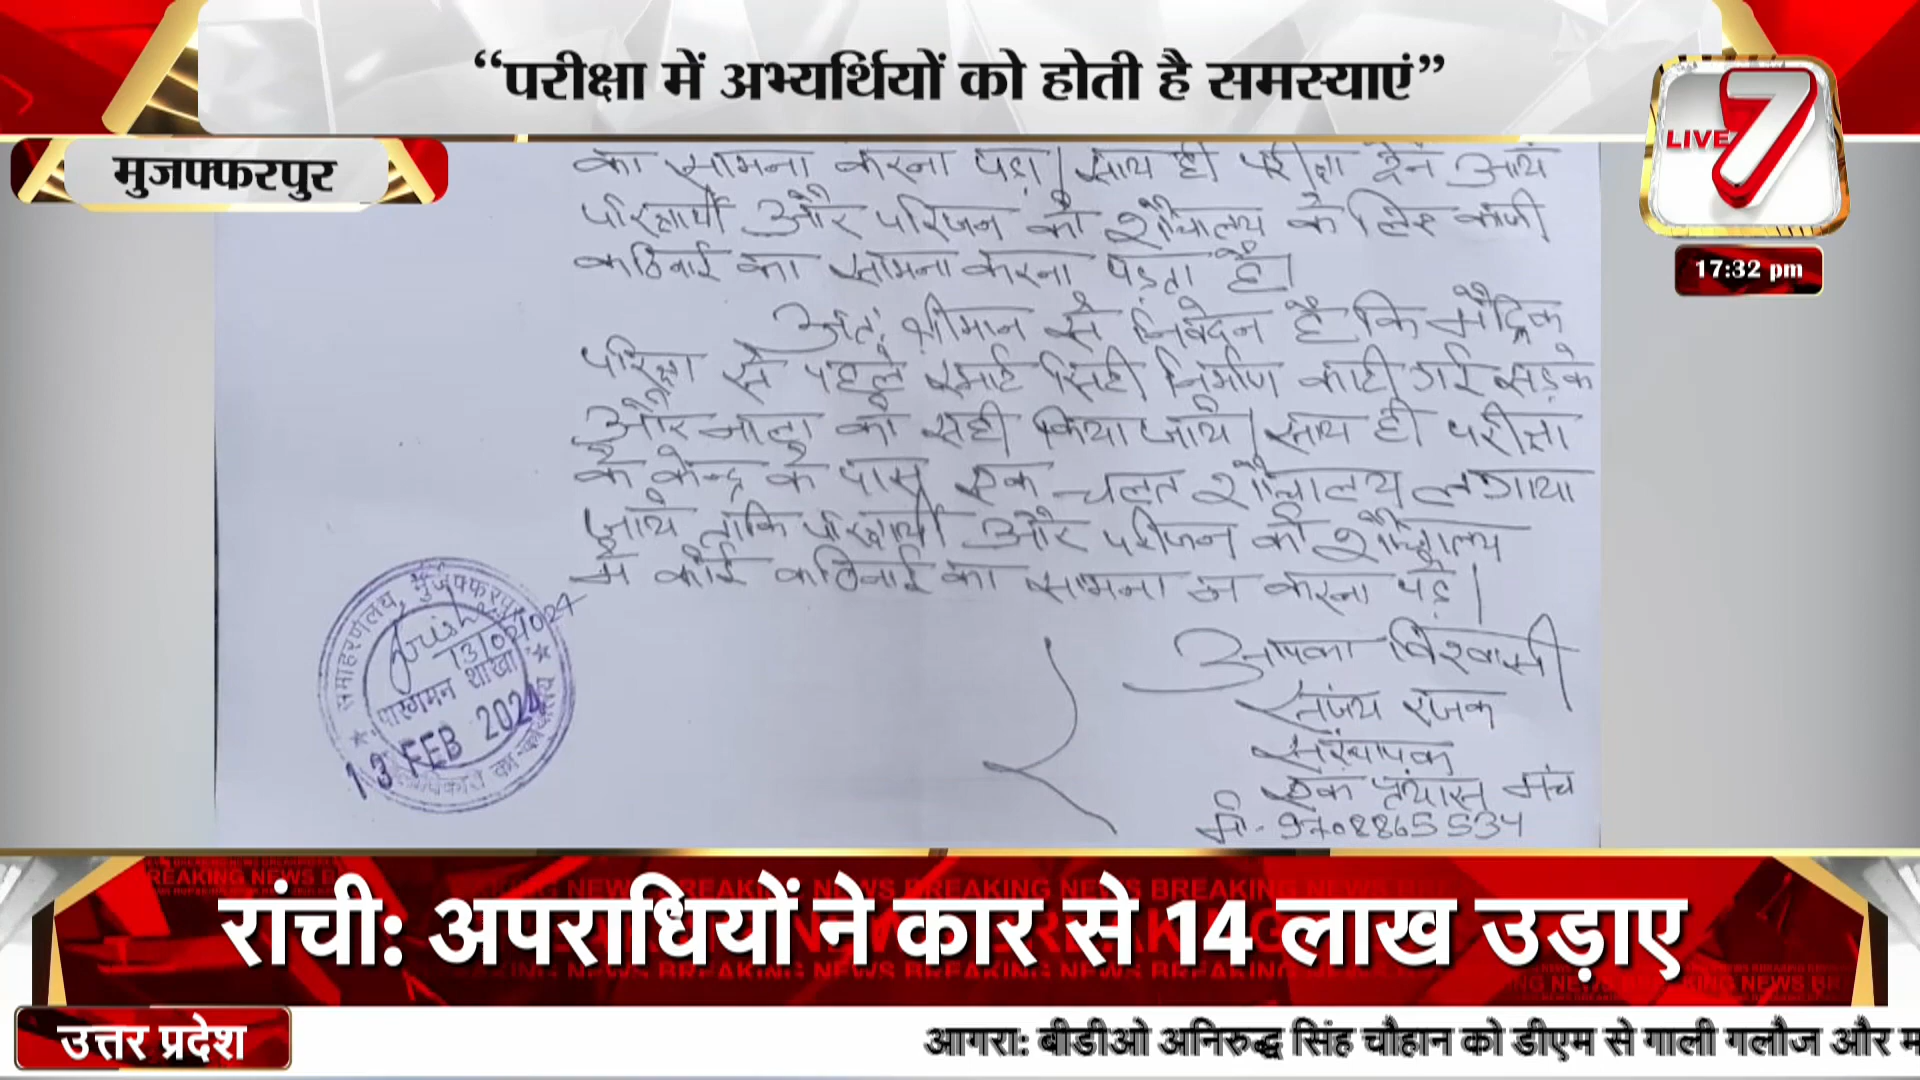 “परीक्षा में अभ्यर्थियों को होती है समस्याएं”
LIVE 7
मुजफ्फरपुर
17:32 pm
का सामना करना पड़ा। साथ ही परीक्षा देने आये
परिक्षार्थी और परिजन को शौचालय के लिए काफी
कठिनाई का सामना करना पड़ता है।
अतः श्रीमान से निवेदन है कि मैट्रिक
परिक्षा से पहले स्मार्ट सिटी निर्माण काटी गई सड़के
और नाला को सही किया जाये। साथ ही परीक्षा
के केन्द्र के पास एक चलत शौचालय लगाया
जाये ताकि परिक्षार्थी और परीजन को शौचालय
में कोई कठिनाई का सामना न करना पड़े।
आपका विश्वासी
संजय रजक
संस्थापक
एक प्रयास मंच
मो- 9708865534
समाहरणालय, मुजफ्फरपुर
13/02/2024
शाखा
13 FEB 2024
BREAKING NEWS
रांची: अपराधियों ने कार से 14 लाख उड़ाए
उत्तर प्रदेश
आगरा: बीडीओ अनिरुद्ध सिंह चौहान को डीएम से गाली गलौज और म